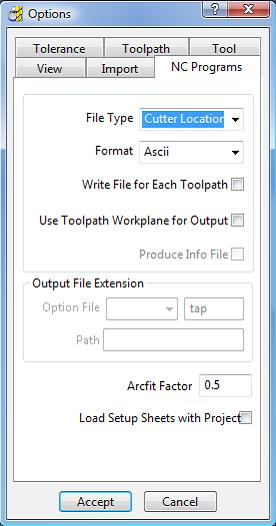 Options
?
Tolerance Toolpath Tool
View Import NC Programs
File Type Cutter Location
Format Ascii
Write File for Each Toolpath
Use Toolpath Workplane for Output
Produce Info File
Output File Extension
Option File tap
Path
Arcfit Factor 0.5
Load Setup Sheets with Project
Accept Cancel